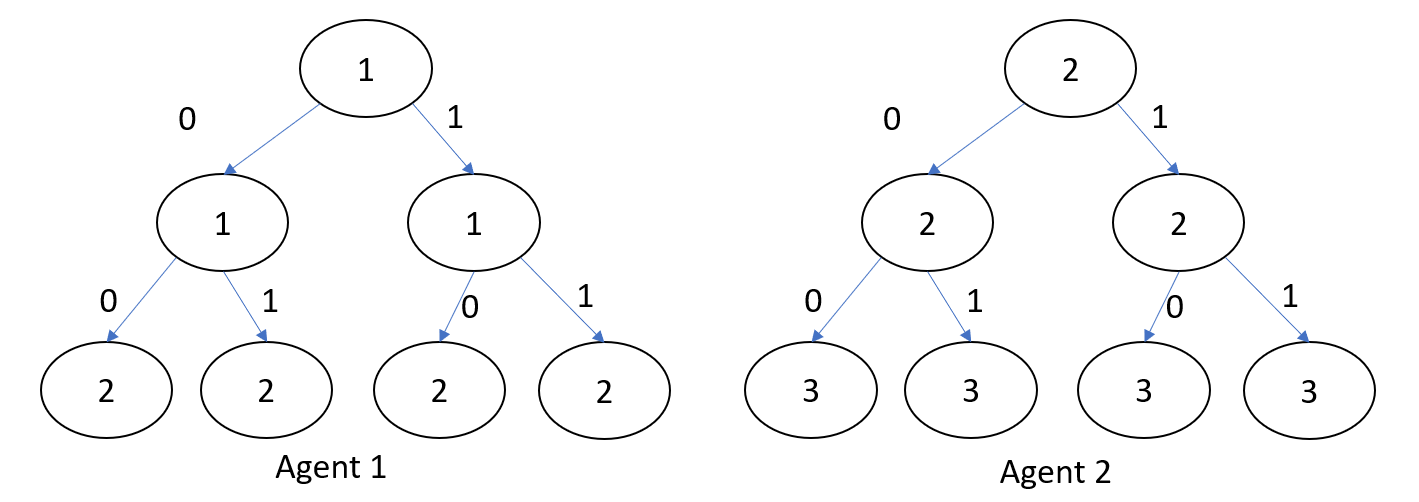 1
2
0 1
0 1
1 1
2 2
0 1 0 1
0 1 0 1
2 2 2 2
3 3 3 3
Agent 1
Agent 2